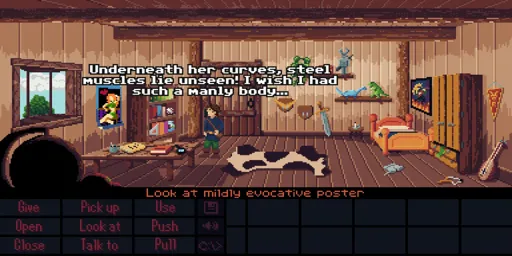 Underneath her curves, steel
muscles lie unseen! I wish I had
such a manly body...
Look at mildly evocative poster
Give Pick up Use
Open Look at Push
Close Talk to Pull